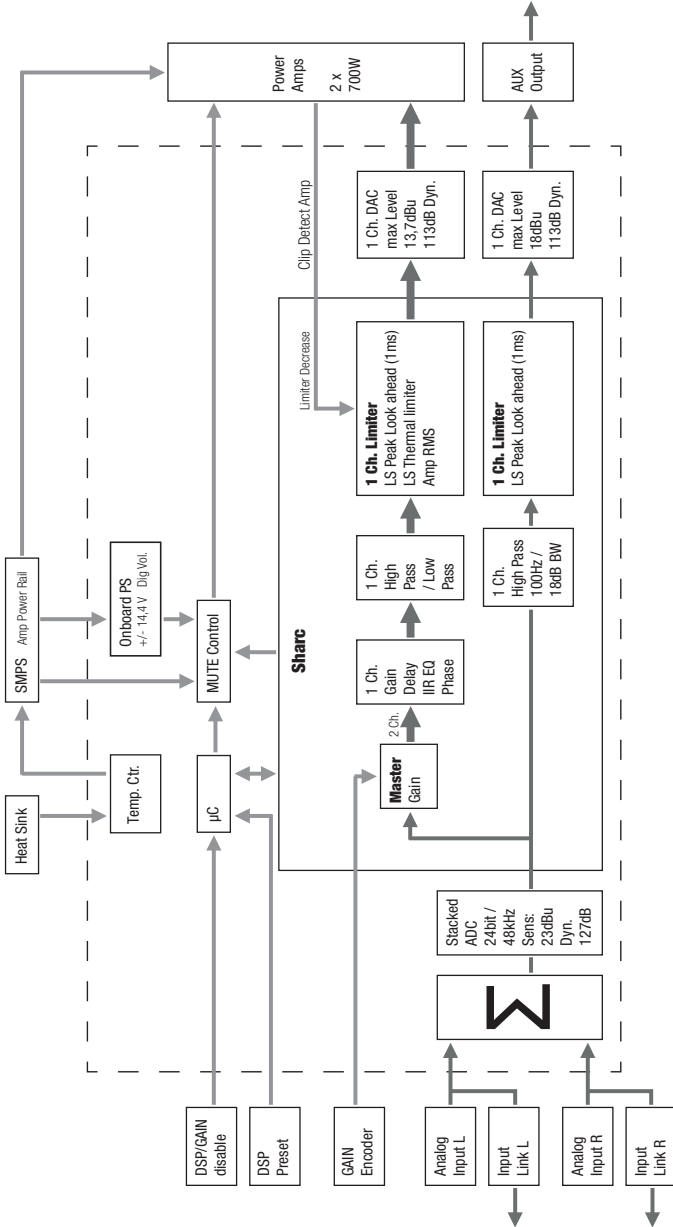 Heat Sink
Temp. Ctr.
SMPS
Amp Power Rail
Onboard PS
+/- 14,4 V Dig Vol.
Power
Amps
2 x
700W
DSP/GAIN
disable
µC
MUTE Control
DSP
Preset
Sharc
Limiter Decrease
Clip Detect Amp
GAIN
Encoder
Master
Gain
2 Ch.
1 Ch.
Gain
Delay
IIR EQ
Phase
1 Ch.
High
Pass
/ Low
Pass
1 Ch. Limiter
LS Peak Look ahead (1ms)
LS Thermal limiter
Amp RMS
1 Ch. DAC
max Level
13,7dBu
113dB Dyn.
Analog
Input L
Input
Link L
Analog
Input R
Input
Link R
Σ
Stacked
ADC
24bit /
48kHz
Sens:
23dBu
Dyn.
127dB
1 Ch.
High Pass
100Hz /
18dB BW
1 Ch. Limiter
LS Peak Look ahead (1ms)
1 Ch. DAC
max Level
18dBu
113dB Dyn.
AUX
Output